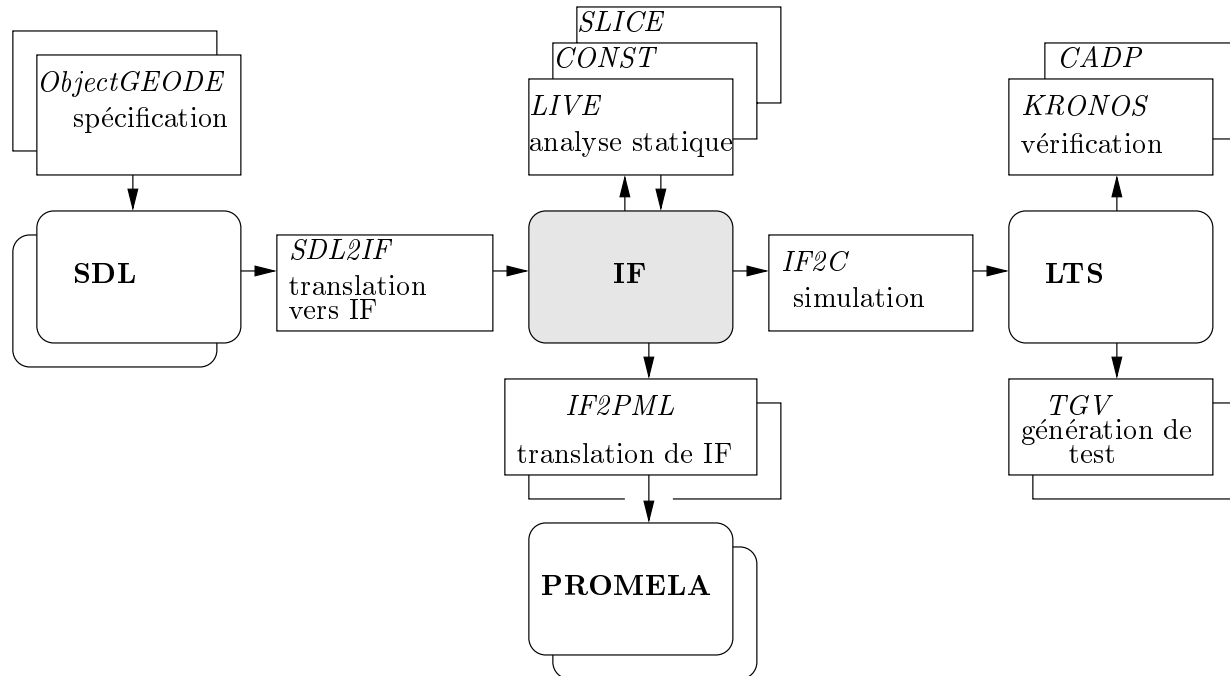 SLICE
CONST
LIVE
analyse statique
ObjectGEODE
spécification
CADP
KRONOS
vérification
SDL
SDL2IF
translation
vers IF
IF
IF2C
simulation
LTS
IF2PML
translation de IF
TGV
génération de
test
PROMELA